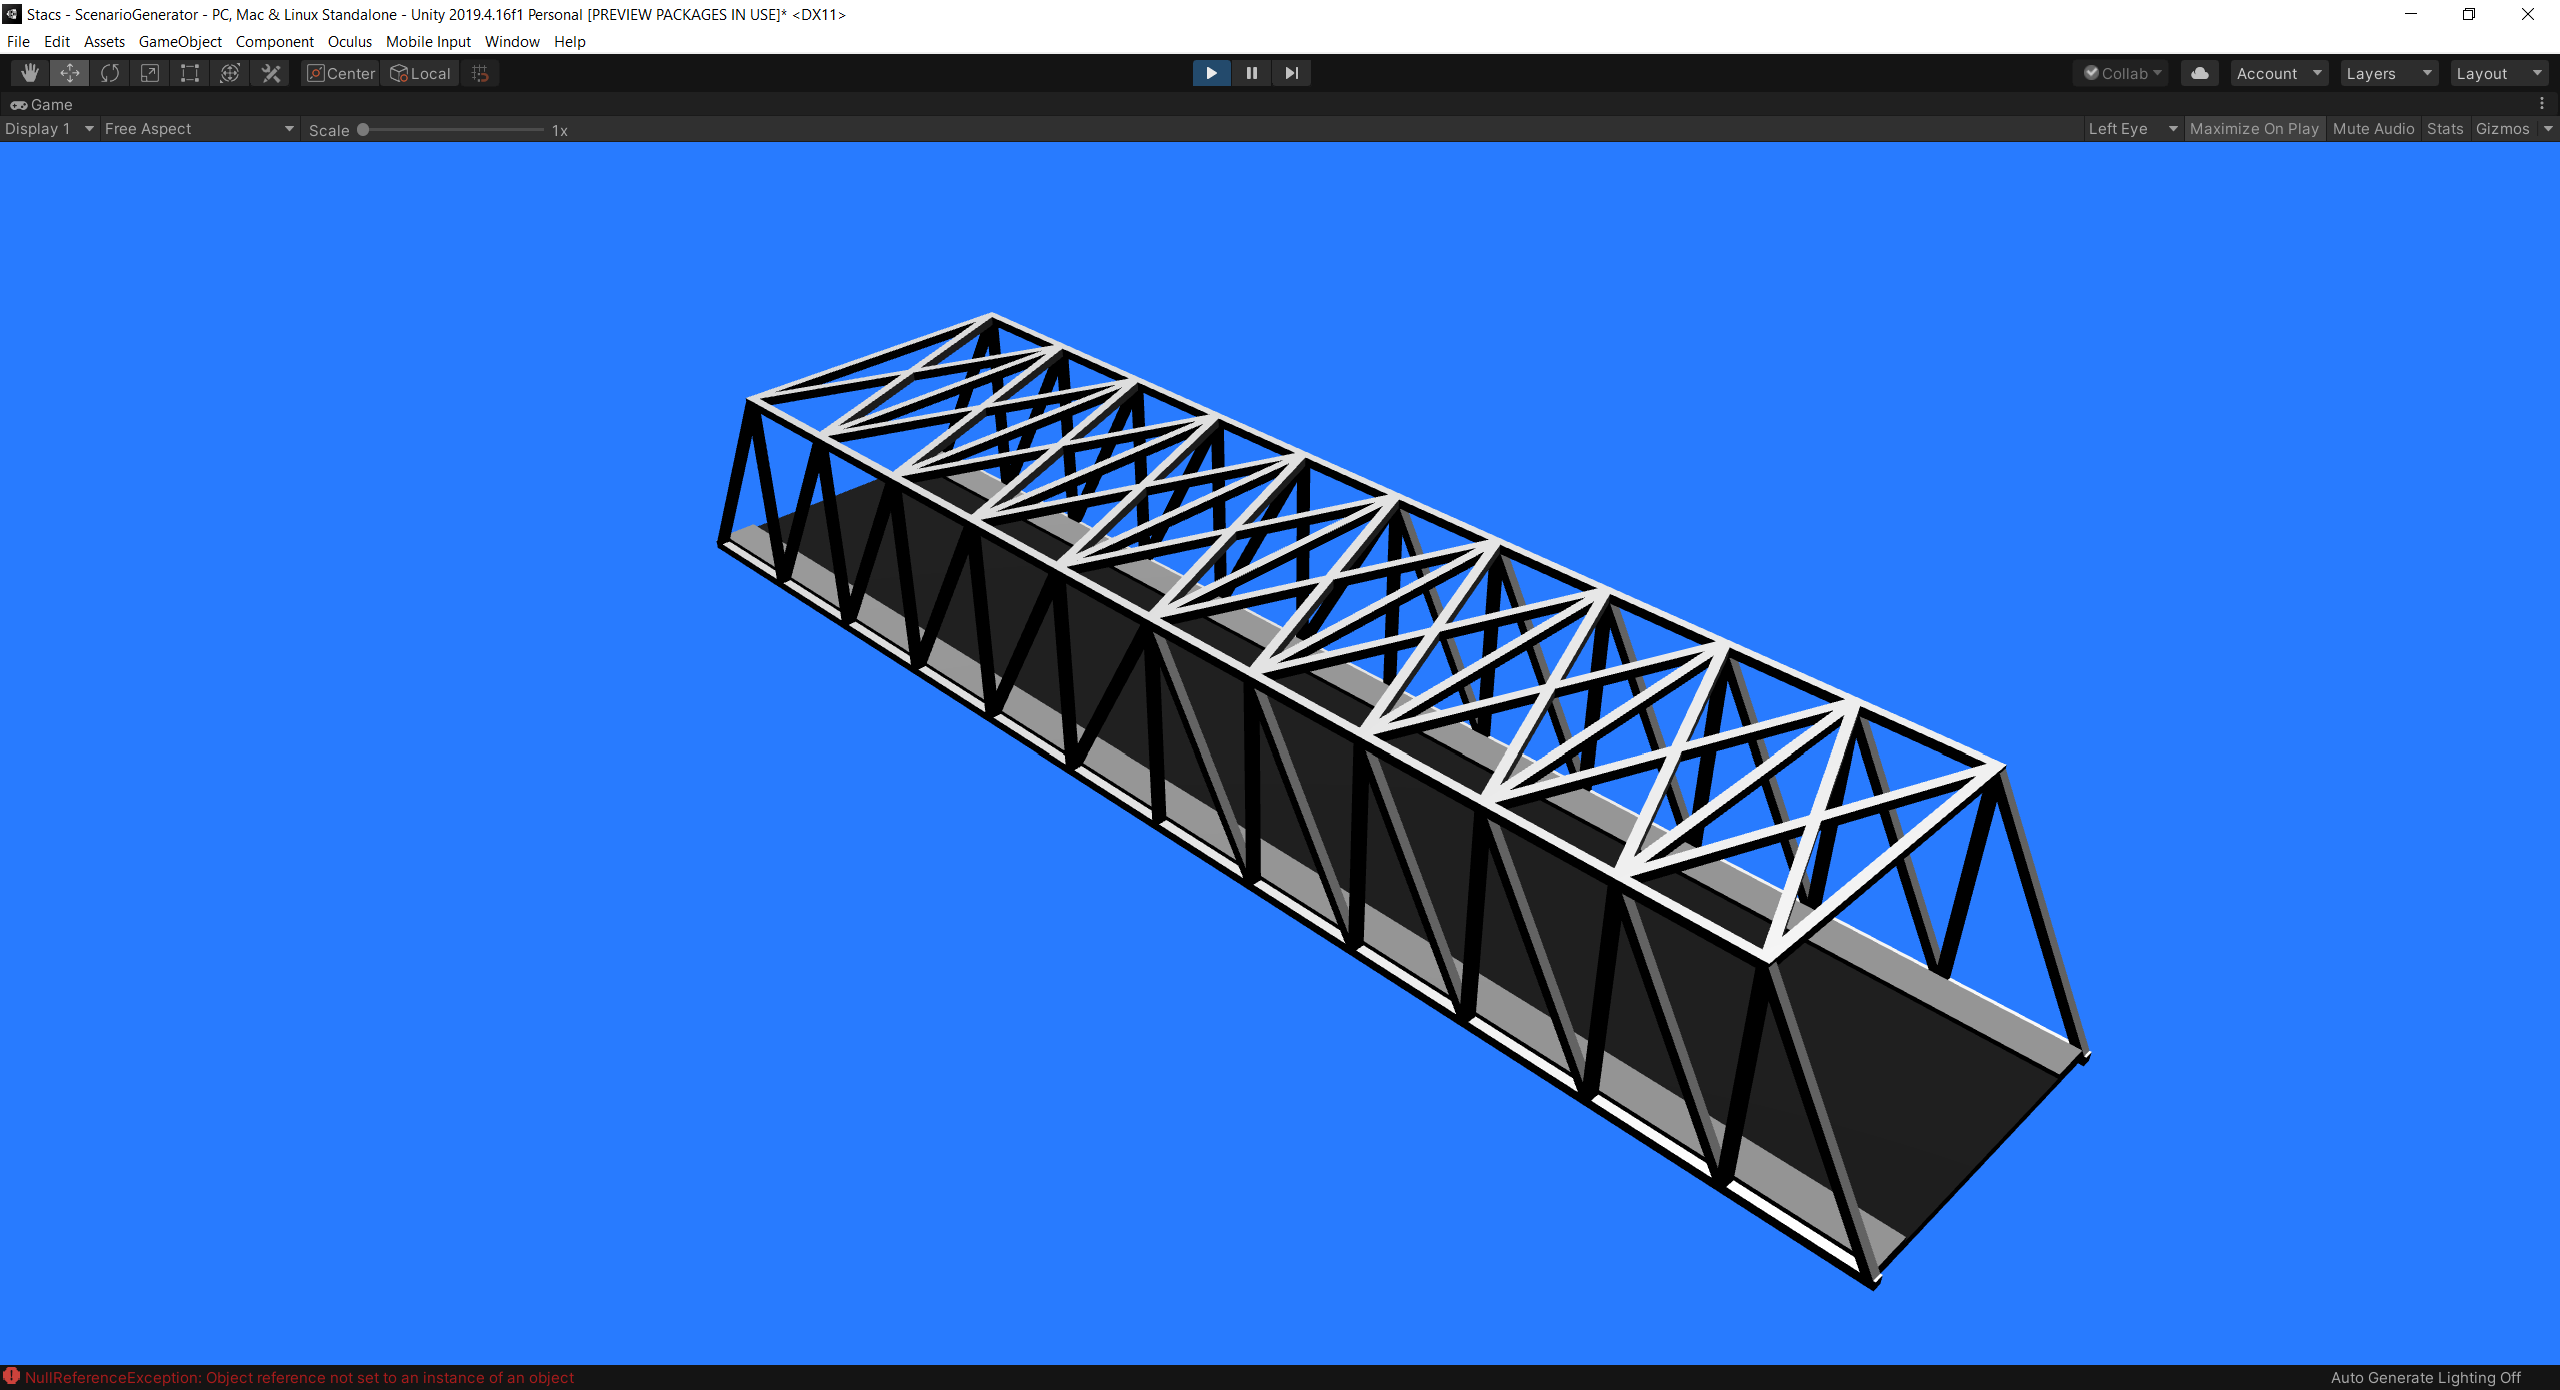 Stacs - ScenarioGenerator - PC, Mac & Linux Standalone - Unity 2019.4.16f1 Personal [PREVIEW PACKAGES IN USE]* <DX11>
File Edit Assets GameObject Component Oculus Mobile Input Window Help
Center Local Collab Account Layers Layout
Game
Display 1 Free Aspect Scale 1x Left Eye Maximize On Play Mute Audio Stats Gizmos
NullReferenceException: Object reference not set to an instance of an object Auto Generate Lighting Off